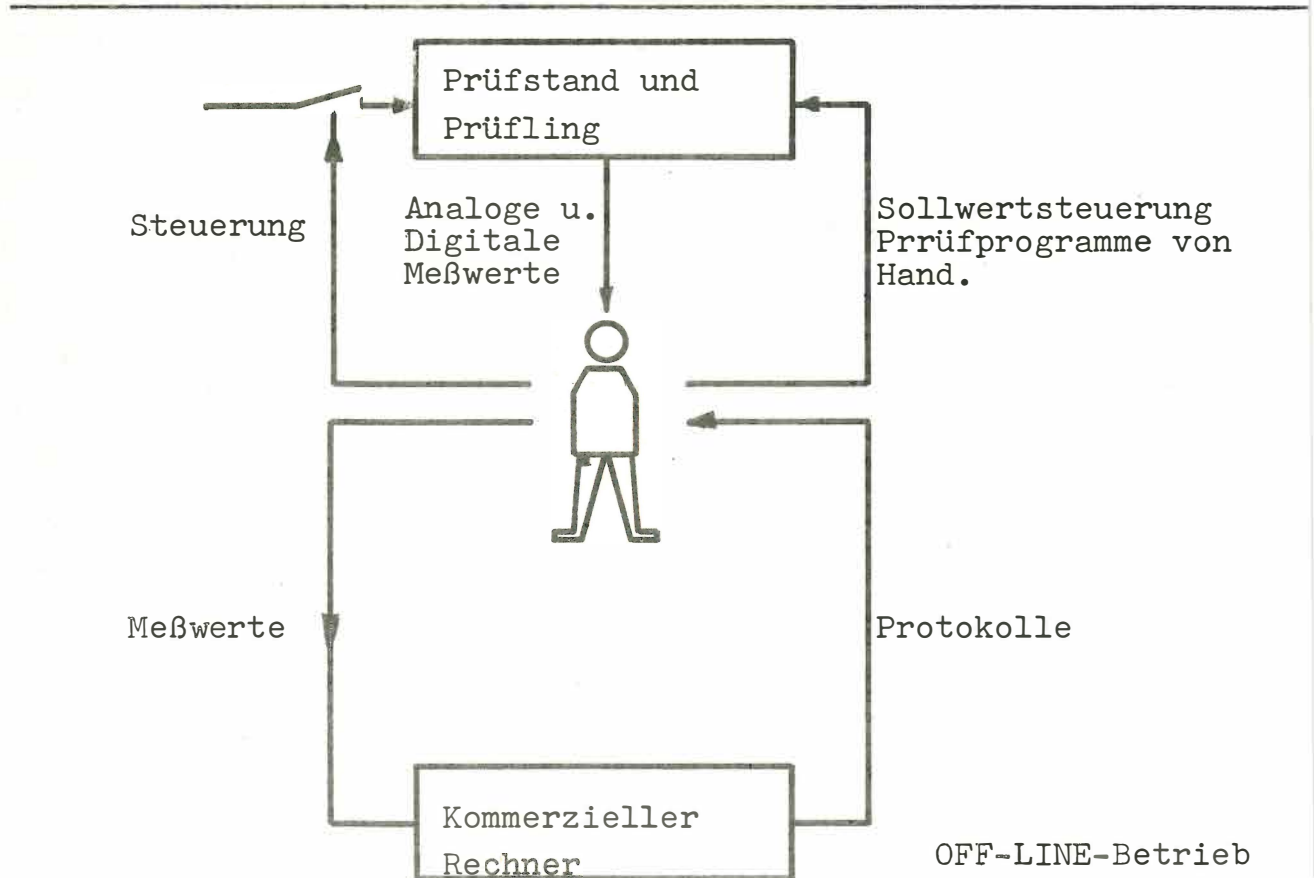 Prüfstand und
Prüfling
Steuerung
Analoge u.
Digitale
Meßwerte
Sollwertsteuerung
Prrüfprogramme von
Hand.
Meßwerte
Protokolle
Kommerzieller
Rechner
OFF-LINE-Betrieb